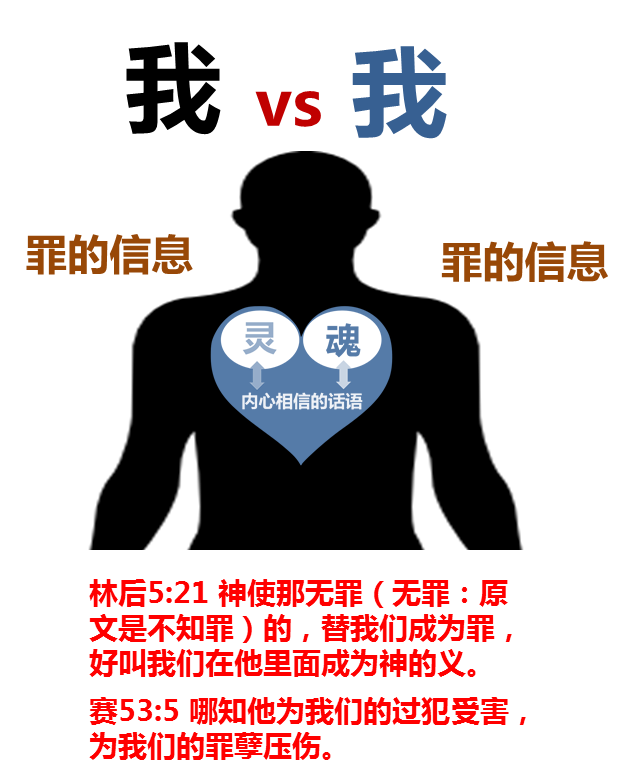 我 vs 我
罪的信息
罪的信息
灵 魂
内心相信的话语
林后5:21 神使那无罪（无罪：原
文是不知罪）的，替我们成为罪，
好叫我们在他里面成为神的义。
赛53:5 哪知他为我们的过犯受害，
为我们的罪孽压伤。